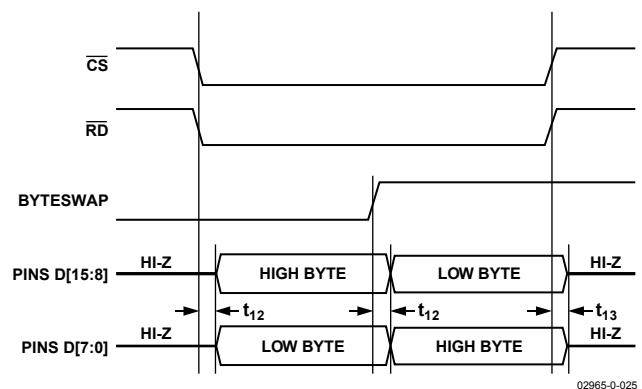 CS
RD
BYTESWAP
PINS D[15:8] HI-Z HIGH BYTE LOW BYTE HI-Z
t12 t12 t13
PINS D[7:0] HI-Z LOW BYTE HIGH BYTE HI-Z
02965-0-025